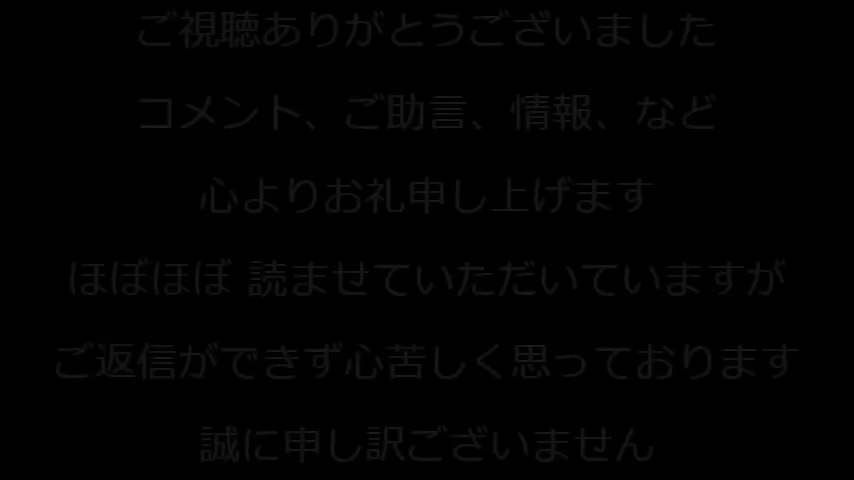 ご視聴ありがとうございました
コメント、ご助言、情報、など
心よりお礼申し上げます
ほぼほぼ 読ませていただいていますが
ご返信ができず心苦しく思っております
誠に申し訳ございません